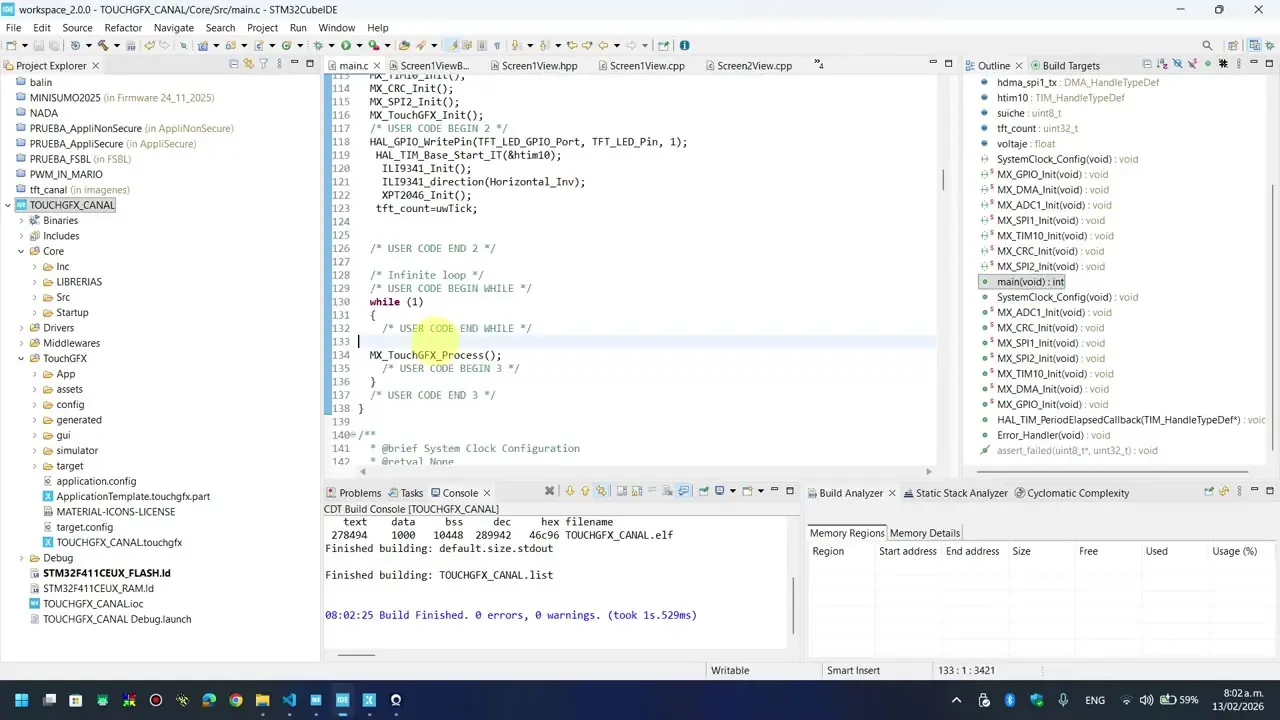 workspace_2.0.0 - TOUCHGFX_CANAL/Core/Src/main.c - STM32CubeIDE
File Edit Source Refactor Navigate Search Project Run Window Help
Project Explorer
balin
MINISUMO2025 (in Firmware 24_11_2025)
NADA
PRUEBA_AppliNonSecure (in AppliNonSecure)
PRUEBA_AppliSecure (in AppliSecure)
PRUEBA_FSBL (in FSBL)
PWM_IN_MARIO
tft_canal (in imagenes)
TOUCHGFX_CANAL
Binaries
Includes
Core
Inc
LIBRERIAS
Src
Startup
Drivers
Middlewares
TouchGFX
App
assets
config
generated
gui
simulator
target
application.config
ApplicationTemplate.touchgfx.part
MATERIAL-ICONS-LICENSE
target.config
TOUCHGFX_CANAL.touchgfx
Debug
STM32F411CEUX_FLASH.ld
STM32F411CEUX_RAM.ld
TOUCHGFX_CANAL.ioc
TOUCHGFX_CANAL Debug.launch
main.c Screen1ViewB... Screen1View.hpp Screen1View.cpp Screen2View.cpp »4
113 MX_TIM10_Init();
114 MX_CRC_Init();
115 MX_SPI2_Init();
116 MX_TouchGFX_Init();
117 /* USER CODE BEGIN 2 */
118 HAL_GPIO_WritePin(TFT_LED_GPIO_Port, TFT_LED_Pin, 1);
119 HAL_TIM_Base_Start_IT(&htim10);
120 ILI9341_Init();
121 ILI9341_direction(Horizontal_Inv);
122 XPT2046_Init();
123 tft_count=uwTick;
124
125
126 /* USER CODE END 2 */
127
128 /* Infinite loop */
129 /* USER CODE BEGIN WHILE */
130 while (1)
131 {
132 /* USER CODE END WHILE */
133
134 MX_TouchGFX_Process();
135 /* USER CODE BEGIN 3 */
136 }
137 /* USER CODE END 3 */
138 }
139
140 /**
141 * @brief System Clock Configuration
142 * @retval None
Outline Build Targets
hdma_spi1_tx : DMA_HandleTypeDef
htim10 : TIM_HandleTypeDef
suiche : uint8_t
tft_count : uint32_t
voltaje : float
SystemClock_Config(void) : void
MX_GPIO_Init(void) : void
MX_DMA_Init(void) : void
MX_ADC1_Init(void) : void
MX_SPI1_Init(void) : void
MX_TIM10_Init(void) : void
MX_CRC_Init(void) : void
MX_SPI2_Init(void) : void
main(void) : int
SystemClock_Config(void) : void
MX_ADC1_Init(void) : void
MX_CRC_Init(void) : void
MX_SPI1_Init(void) : void
MX_SPI2_Init(void) : void
MX_TIM10_Init(void) : void
MX_DMA_Init(void) : void
MX_GPIO_Init(void) : void
HAL_TIM_PeriodElapsedCallback(TIM_HandleTypeDef*) : voic
Error_Handler(void) : void
assert_failed(uint8_t*, uint32_t) : void
Problems Tasks Console
CDT Build Console [TOUCHGFX_CANAL]
text data bss dec hex filename
278494 1000 10448 289942 46c96 TOUCHGFX_CANAL.elf
Finished building: default.size.stdout
Finished building: TOUCHGFX_CANAL.list
08:02:25 Build Finished. 0 errors, 0 warnings. (took 1s.529ms)
Build Analyzer Static Stack Analyzer Cyclomatic Complexity
Memory Regions Memory Details
Region Start address End address Size Free Used Usage (%)
Writable Smart Insert 133 : 1 : 3421
ENG 59% 8:02 a. m.
13/02/2026